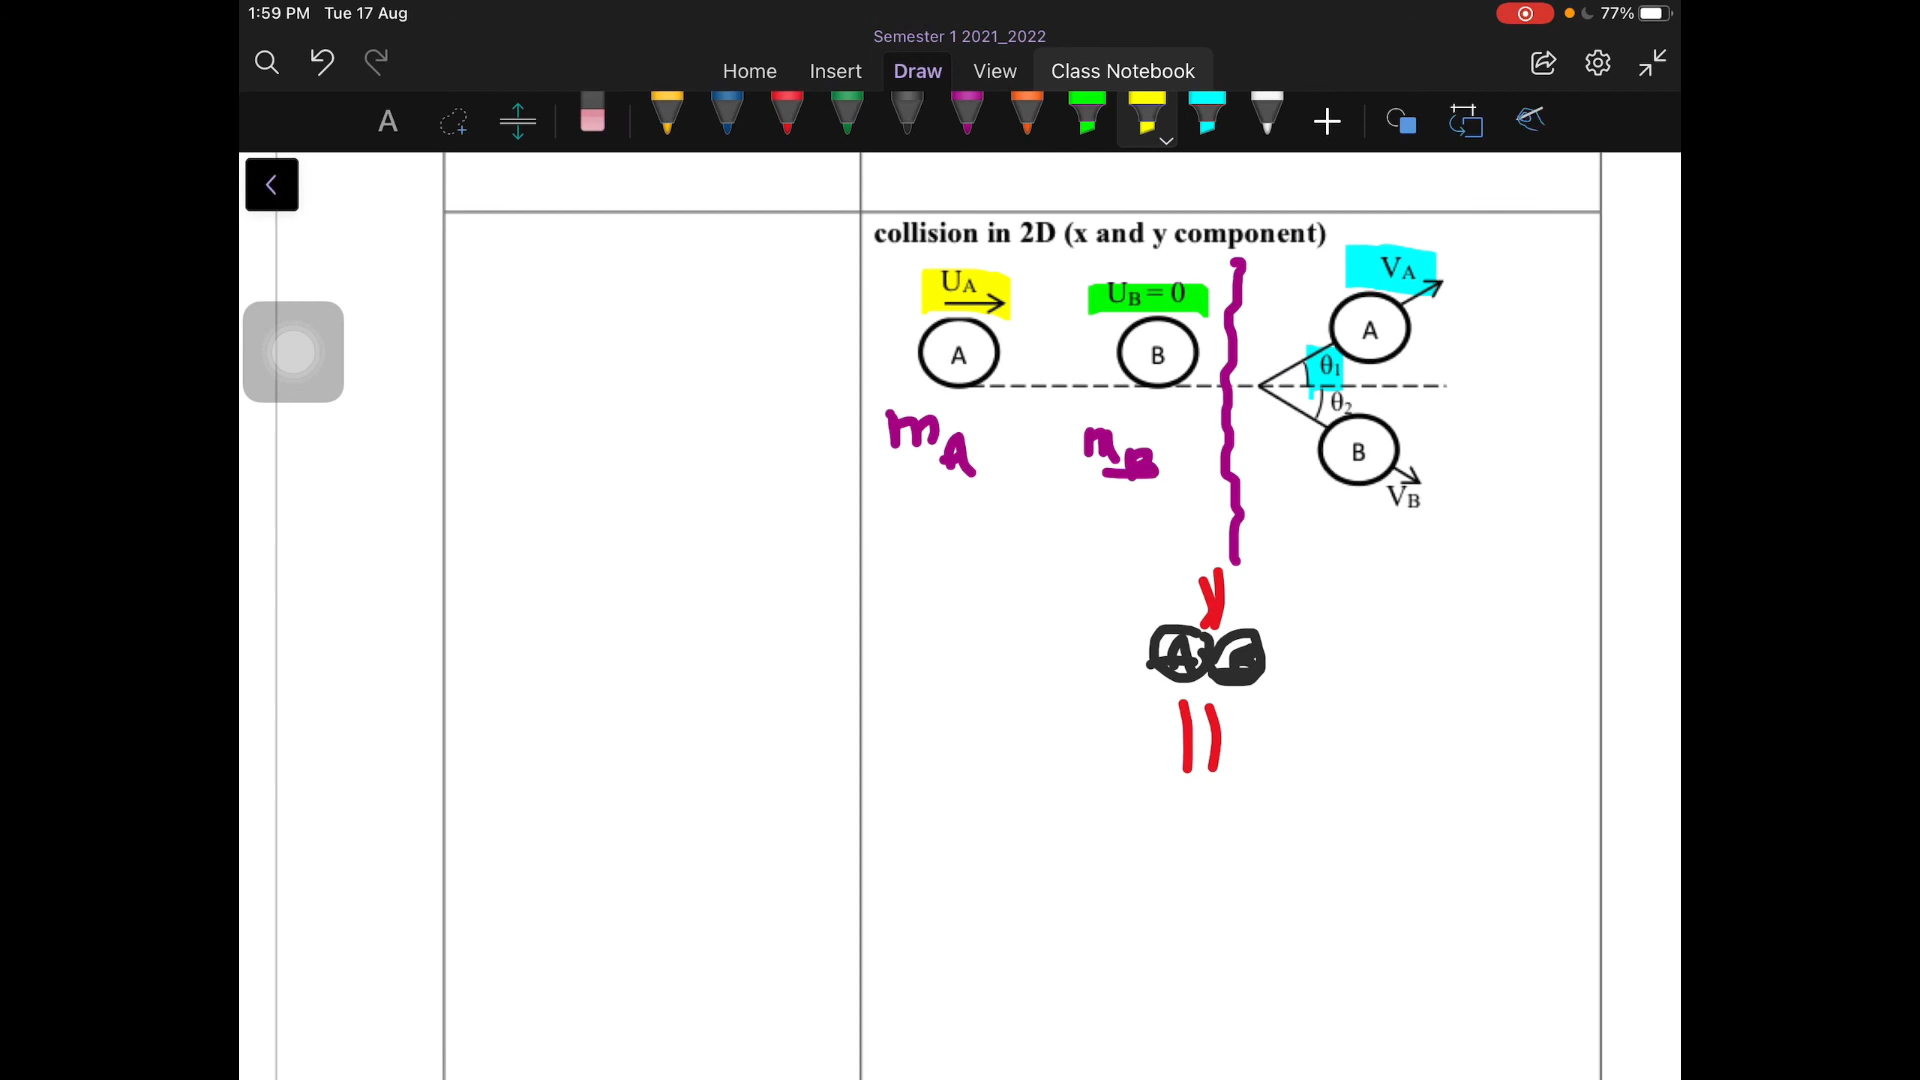 1:59 PM Tue 17 Aug
77%
Semester 1 2021_2022
Home Insert Draw View Class Notebook
A
collision in 2D (x and y component)
UA
UB = 0
VA
A
B
A
θ1
θ2
B
VB
mA
mB
A